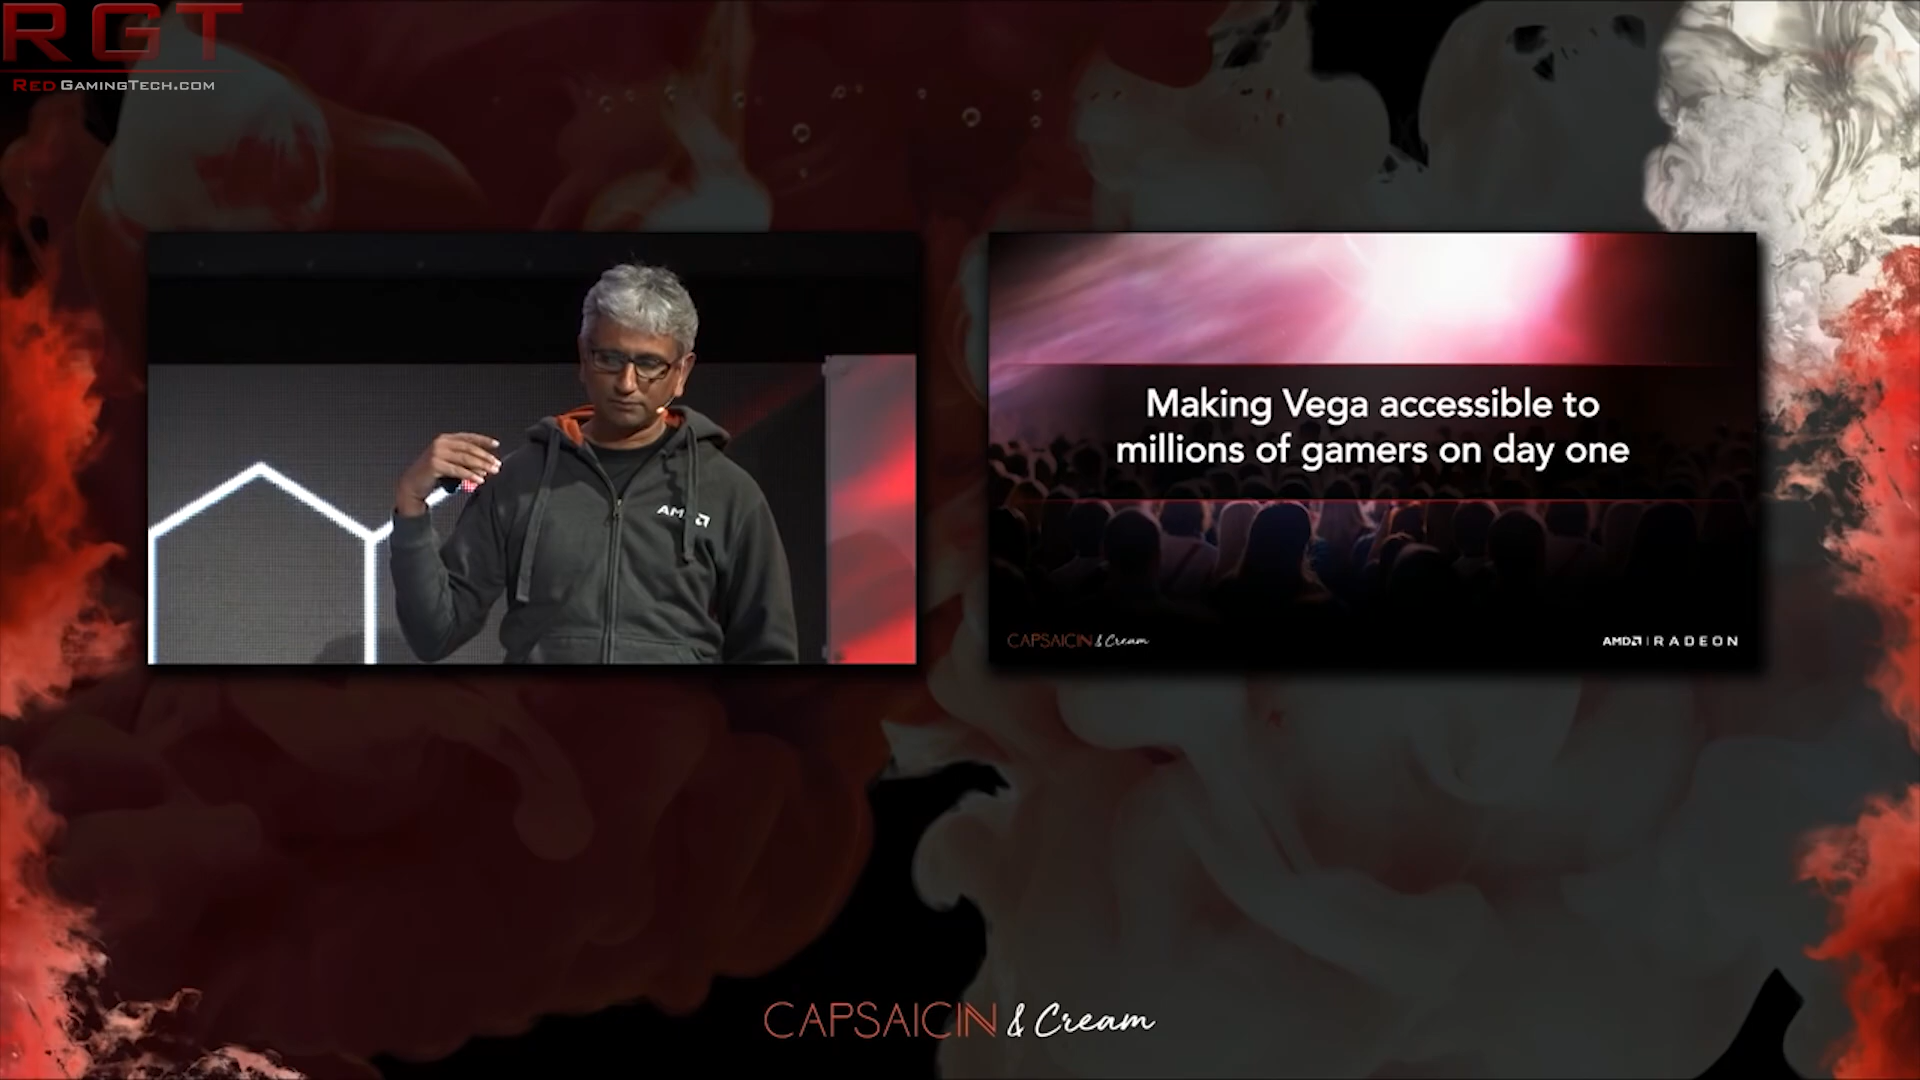 RGT
RedGamingTech.com
AMD
Making Vega accessible to
millions of gamers on day one
CAPSAICIN & Cream
AMD | RADEON
CAPSAICIN & Cream